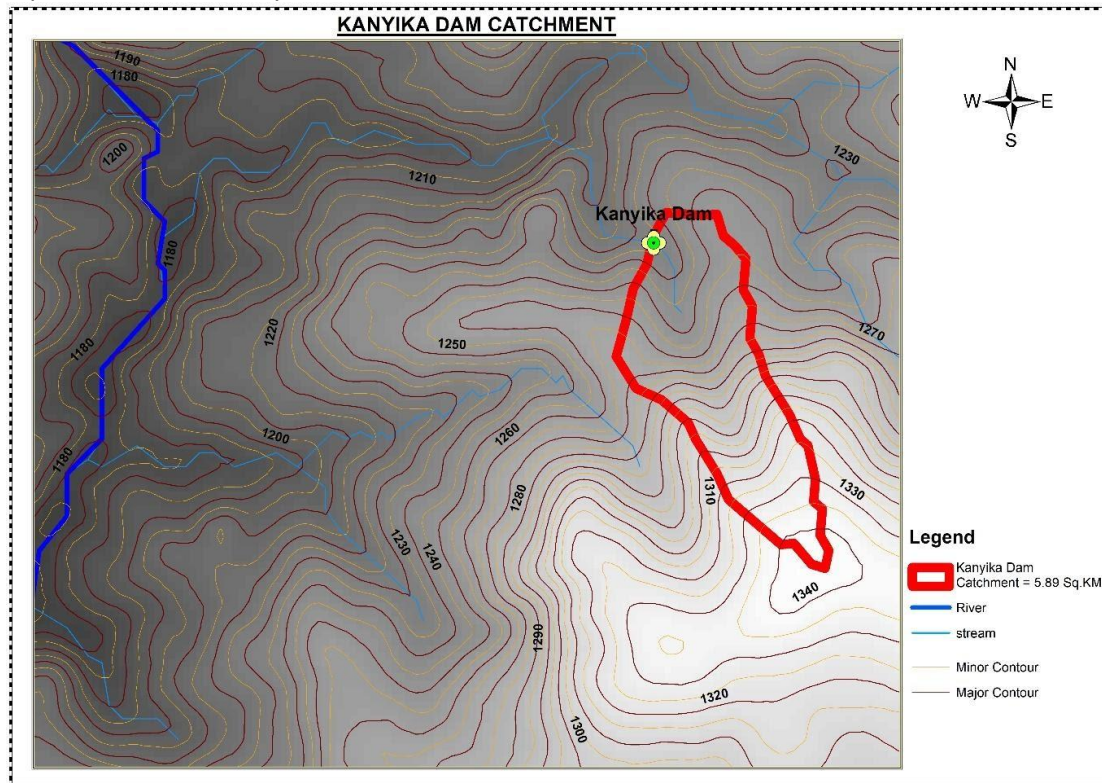 KANYIKA DAM CATCHMENT
N
W E
S
1190
1180
1200
1210
1230
Kanyika Dam
1180
1220
1270
1180
1250
1200
1260
1180
1280
1310
1330
1230
1240
1340
1290
1320
1300
Legend
Kanyika Dam
Catchment = 5.89 Sq.KM
River
stream
Minor Contour
Major Contour